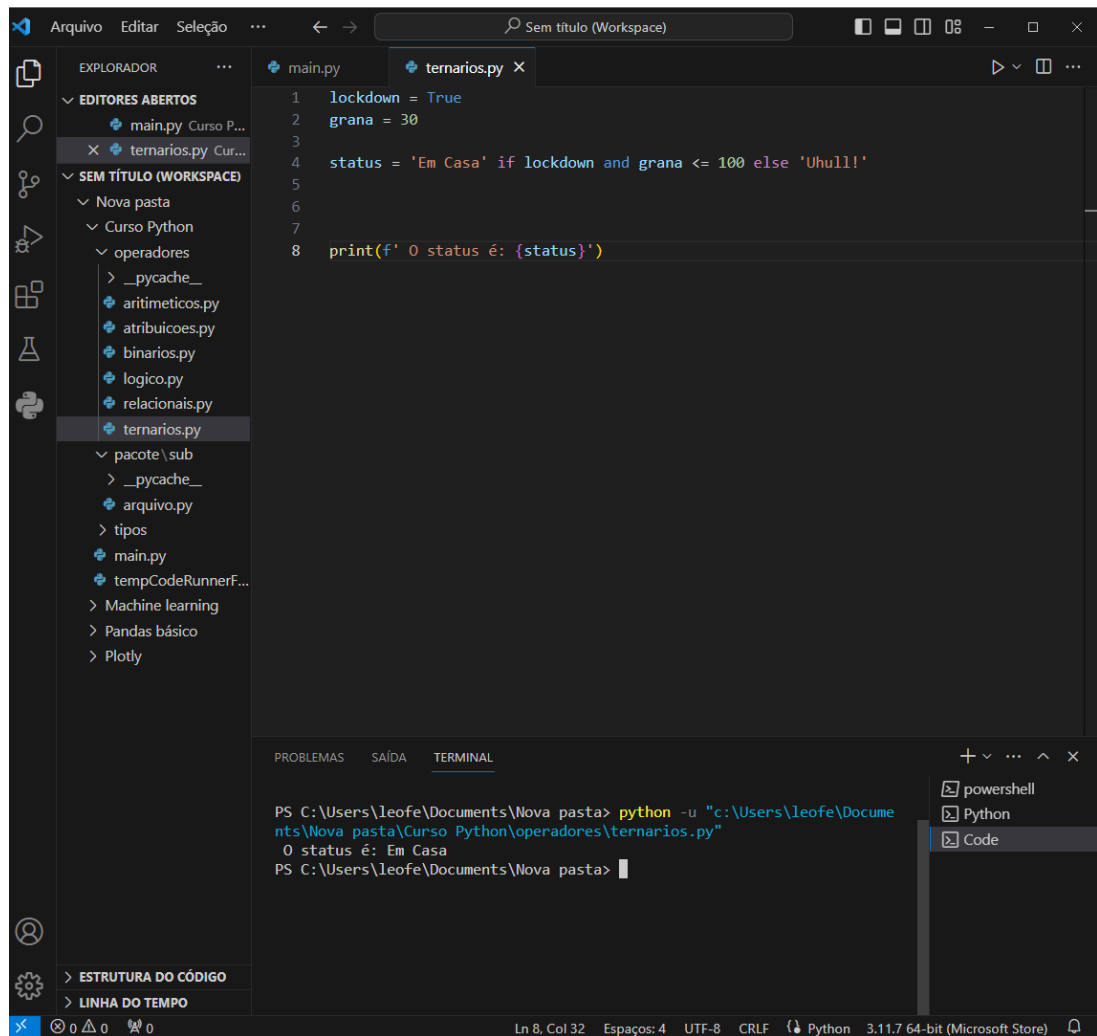 Arquivo Editar Seleção ··· ← → Sem título (Workspace)
EXPLORADOR ···
EDITORES ABERTOS
main.py Curso P...
ternarios.py Cur...
SEM TÍTULO (WORKSPACE)
Nova pasta
Curso Python
operadores
__pycache__
aritimeticos.py
atribuicoes.py
binarios.py
logico.py
relacionais.py
ternarios.py
pacote\sub
__pycache__
arquivo.py
tipos
main.py
tempCodeRunnerF...
Machine learning
Pandas básico
Plotly
ESTRUTURA DO CÓDIGO
LINHA DO TEMPO
main.py ternarios.py
1 lockdown = True
2 grana = 30
3
4 status = 'Em Casa' if lockdown and grana <= 100 else 'Uhull!'
5
6
7
8 print(f' O status é: {status}')
PROBLEMAS SAÍDA TERMINAL
PS C:\Users\leofe\Documents\Nova pasta> python -u "c:\Users\leofe\Docume
nts\Nova pasta\Curso Python\operadores\ternarios.py"
O status é: Em Casa
PS C:\Users\leofe\Documents\Nova pasta>
powershell
Python
Code
0 0 0 Ln 8, Col 32 Espaços: 4 UTF-8 CRLF Python 3.11.7 64-bit (Microsoft Store)